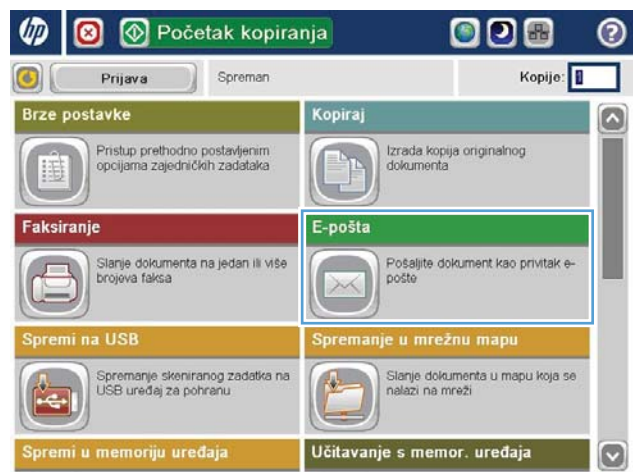 hp
Početak kopiranja
?
Prijava
Spreman
Kopije: 1
Brze postavke
Pristup prethodno postavljenim
opcijama zajedničkih zadataka
Kopiraj
Izrada kopija originalnog
dokumenta
Faksiranje
Slanje dokumenta na jedan ili više
brojeva faksa
E-pošta
Pošaljite dokument kao privitak e-
pošte
Spremi na USB
Spremanje skeniranog zadatka na
USB uređaj za pohranu
Spremanje u mrežnu mapu
Slanje dokumenta u mapu koja se
nalazi na mreži
Spremi u memoriju uređaja
Učitavanje s memor. uređaja